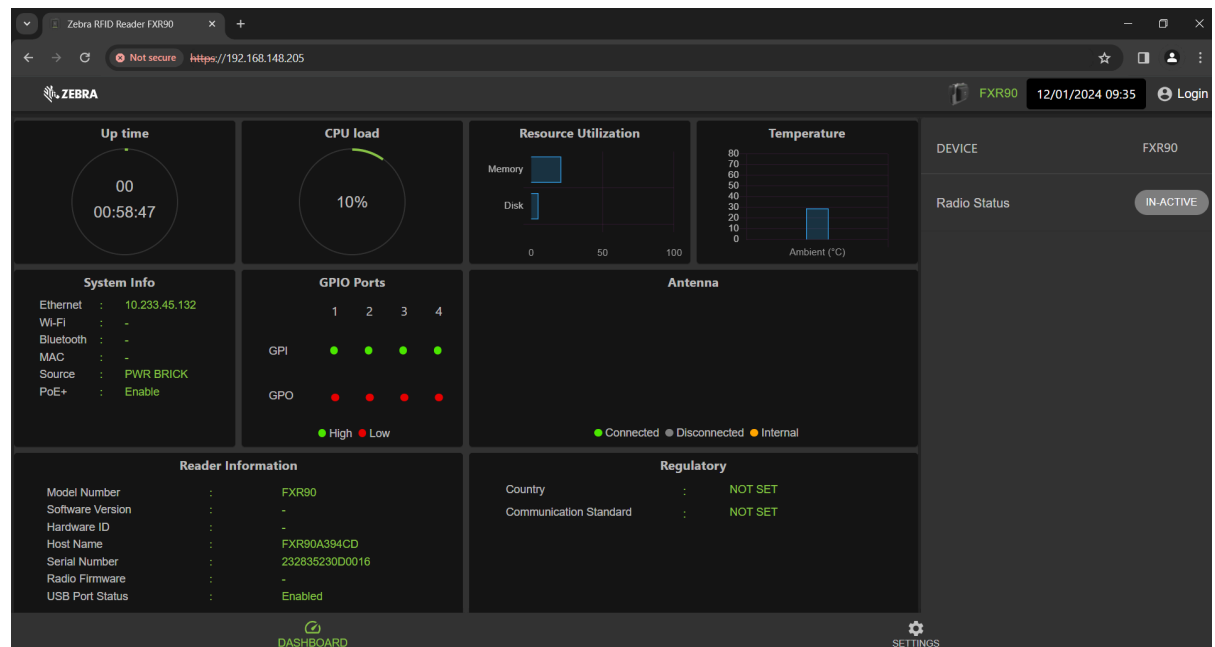 Zebra RFID Reader FXR90
Not secure https://192.168.148.205
ZEBRA FXR90 12/01/2024 09:35 Login
Up time
00
00:58:47
CPU load
10%
Resource Utilization
Memory
Disk
0 50 100
Temperature
80
70
60
50
40
30
20
10
0
Ambient (°C)
DEVICE FXR90
Radio Status IN-ACTIVE
System Info
Ethernet : 10.233.45.132
Wi-Fi : -
Bluetooth : -
MAC : -
Source : PWR BRICK
PoE+ : Enable
GPIO Ports
1 2 3 4
GPI
GPO
High Low
Antenna
Connected Disconnected Internal
Reader Information
Model Number : FXR90
Software Version : -
Hardware ID : -
Host Name : FXR90A394CD
Serial Number : 232835230D0016
Radio Firmware : -
USB Port Status : Enabled
Regulatory
Country : NOT SET
Communication Standard : NOT SET
DASHBOARD
SETTINGS